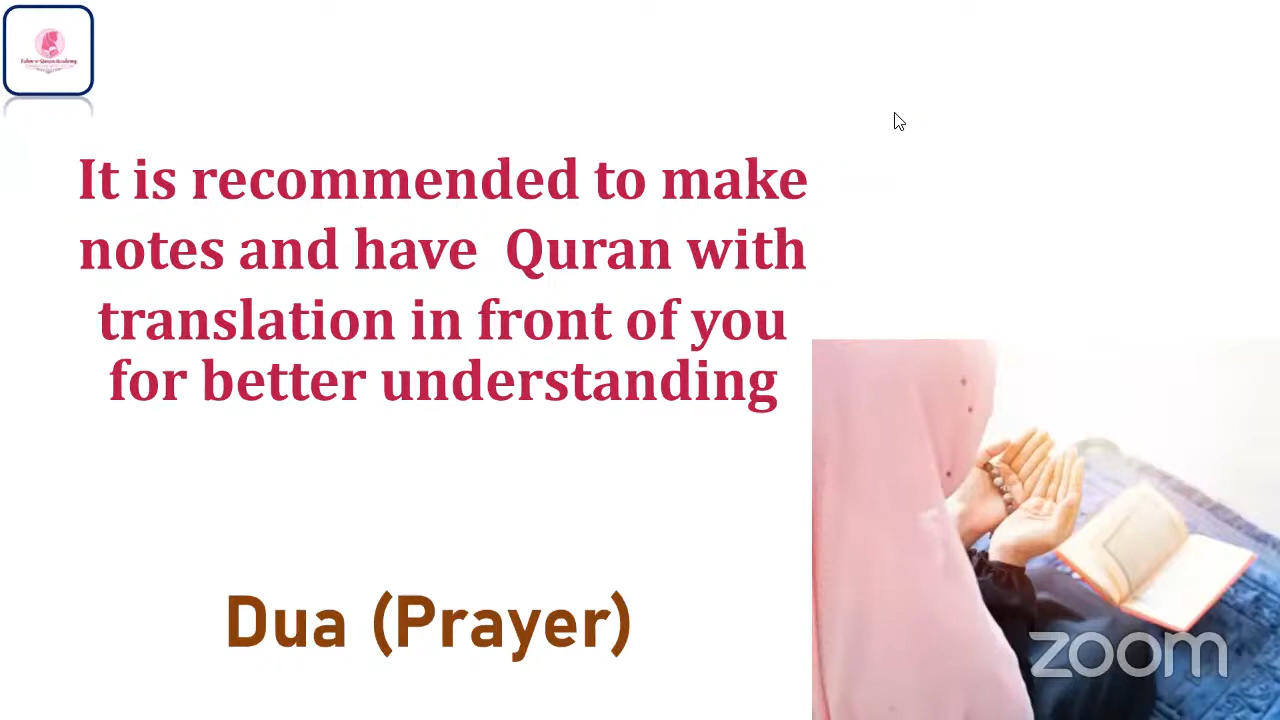 It is recommended to make
notes and have Quran with
translation in front of you
for better understanding
Dua (Prayer)
zoom